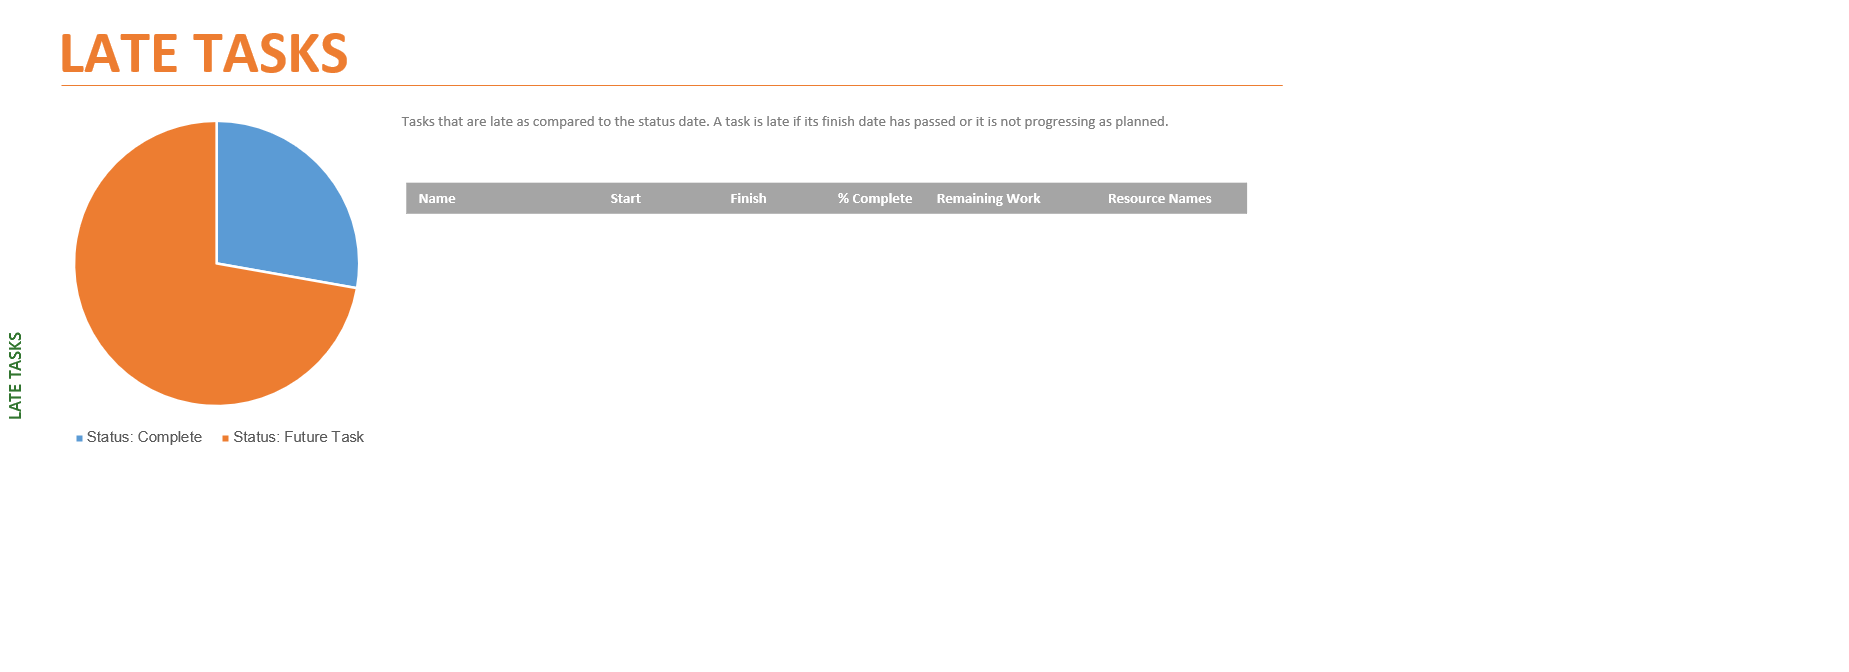 LATE TASKS
Tasks that are late as compared to the status date. A task is late if its finish date has passed or it is not progressing as planned.
Name Start Finish % Complete Remaining Work Resource Names
Status: Complete Status: Future Task
LATE TASKS